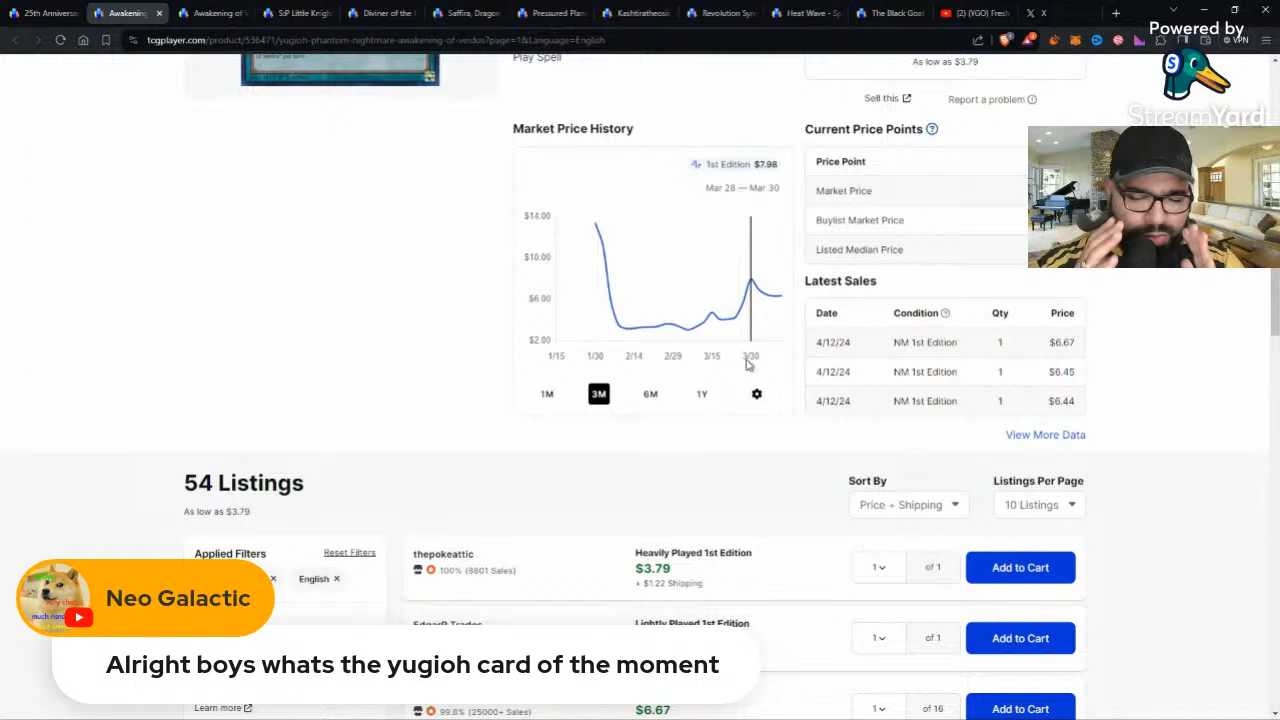 25th Annivers
Awakening
Awakening of V
S:P Little Knigh
Diviner of the
Saffira, Dragon
Pressured Plan
Kashtiratheosis
Revolution Syn
Heat Wave - Sp
The Black Goat
(2) (YGO) Fresh
X
tcgplayer.com/product/536471/yugioh-phantom-nightmare-awakening-of-veidos?page=1&Language=English
VPN
Powered by
StreamYard
Play Spell
As low as $3.79
Sell this
Report a problem
Market Price History
1st Edition $7.98
Mar 28 — Mar 30
$14.00
$10.00
$6.00
$2.00
1/15 1/30 2/14 2/29 3/15 3/30
1M 3M 6M 1Y
Current Price Points
Price Point
Market Price
Buylist Market Price
Listed Median Price
Latest Sales
Date Condition Qty Price
4/12/24 NM 1st Edition 1 $6.67
4/12/24 NM 1st Edition 1 $6.45
4/12/24 NM 1st Edition 1 $6.44
View More Data
54 Listings
As low as $3.79
Sort By
Price + Shipping
Listings Per Page
10 Listings
Applied Filters
Reset Filters
English
thepokeattic
100% (8801 Sales)
Heavily Played 1st Edition
$3.79
+ $1.22 Shipping
1 of 1
Add to Cart
EdgarR Trades
Lightly Played 1st Edition
1 of 1
Add to Cart
Learn more
99.8% (25000+ Sales)
$6.67
1 of 16
Add to Cart
Neo Galactic
Alright boys whats the yugioh card of the moment